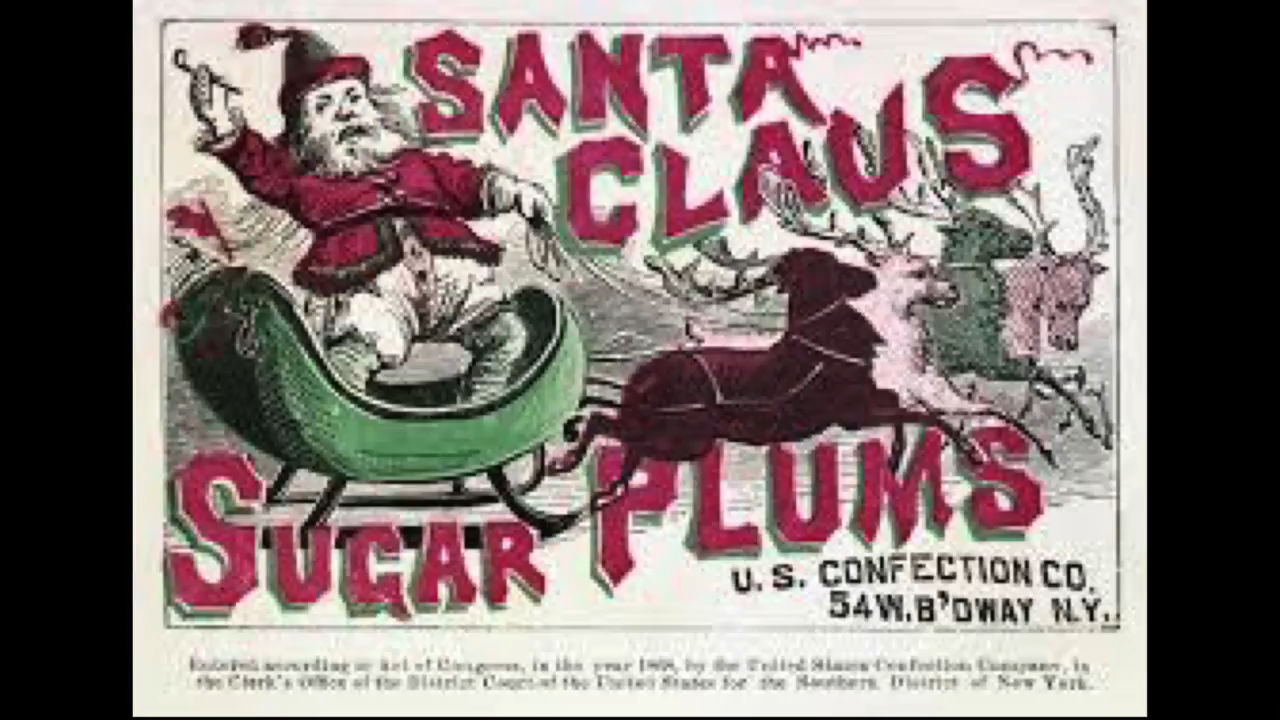 SANTA
CLAUS
SUGAR PLUMS
U. S. CONFECTION CO.
54 W. B'DWAY N.Y.
Entered according to Act of Congress, in the year 1868, by the United States Confection Company, in
the Clerk's Office of the District Court of the United States for the Southern District of New York.